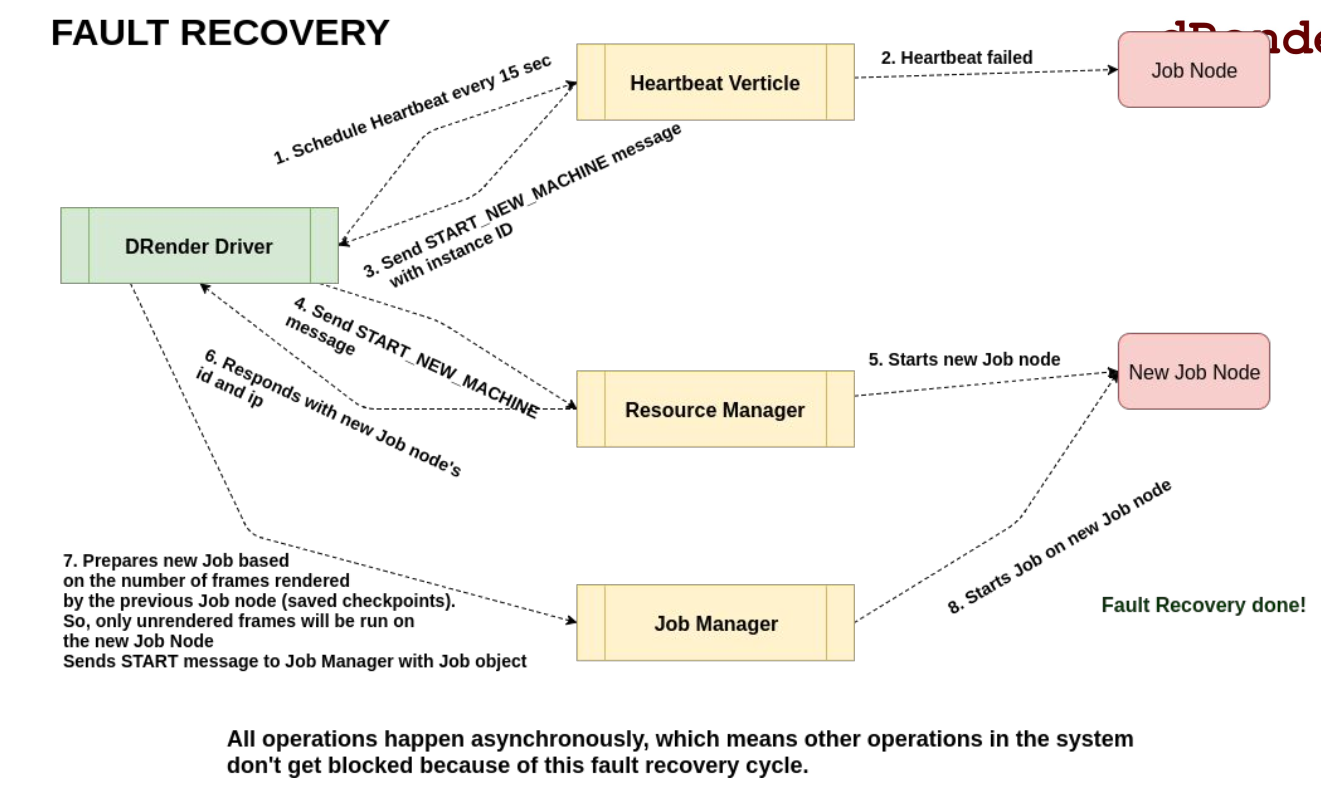 FAULT RECOVERY
1. Schedule Heartbeat every 15 sec
Heartbeat Verticle
2. Heartbeat failed
Job Node
3. Send START_NEW_MACHINE message
with instance ID
DRender Driver
4. Send START_NEW_MACHINE
message
5. Starts new Job node
New Job Node
Resource Manager
6. Responds with new Job node's
id and ip
7. Prepares new Job based
on the number of frames rendered
by the previous Job node (saved checkpoints).
So, only unrendered frames will be run on
the new Job Node
Sends START message to Job Manager with Job object
Job Manager
8. Starts Job on new Job node
Fault Recovery done!
All operations happen asynchronously, which means other operations in the system
don't get blocked because of this fault recovery cycle.